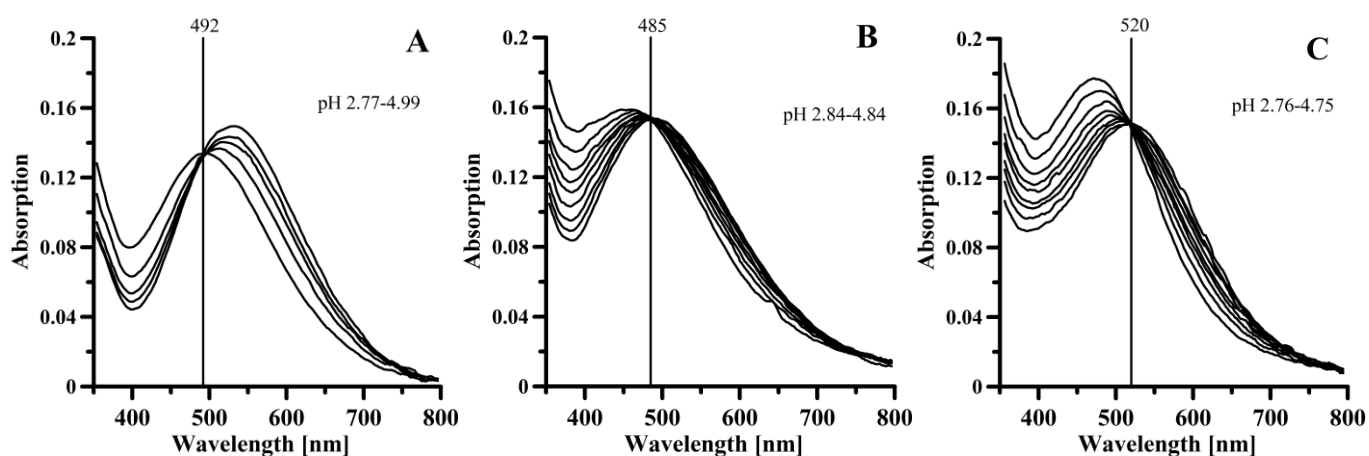 492
A
0.2
0.16
0.12
0.08
0.04
0
pH 2.77-4.99
Absorption
400 500 600 700 800
Wavelength [nm]
485
B
0.2
0.16
0.12
0.08
0.04
0
pH 2.84-4.84
Absorption
400 500 600 700 800
Wavelength [nm]
520
C
0.2
0.16
0.12
0.08
0.04
0
pH 2.76-4.75
Absorption
400 500 600 700 800
Wavelength [nm]